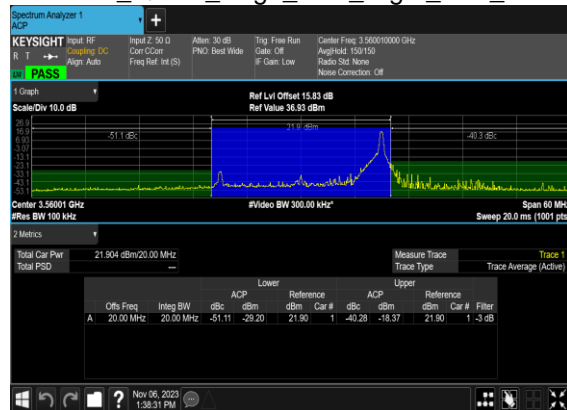 Spectrum Analyzer 1
ACP
KEYSIGHT Input: RF Input Z: 50 Ω Atten: 30 dB Trig: Free Run Center Freq: 3.560010000 GHz
R T Coupling: DC Corr CCorr PNO: Best Wide Gate: Off Avg|Hold: 150/150
Align: Auto Freq Ref: Int (S) IF Gain: Low Radio Std: None
PASS Noise Correction: Off
1 Graph Ref Lvl Offset 15.83 dB
Scale/Div 10.0 dB Ref Value 36.93 dBm
26.9
16.9 -51.1 dBc 21.9 dBm -40.3 dBc
6.93
-3.07
-13.1
-23.1
-33.1
-43.1
-53.1
Center 3.56001 GHz #Video BW 300.00 kHz* Span 60 MHz
#Res BW 100 kHz Sweep 20.0 ms (1001 pts
2 Metrics
Total Car Pwr 21.904 dBm/20.00 MHz Measure Trace Trace 1
Total PSD --- Trace Type Trace Average (Active)
Lower Upper
ACP Reference ACP Reference
Offs Freq Integ BW dBc dBm dBm Car # dBc dBm dBm Car # Filter
A 20.00 MHz 20.00 MHz -51.11 -29.20 21.90 1 -40.28 -18.37 21.90 1 -3 dB
Nov 06, 2023
1:38:31 PM